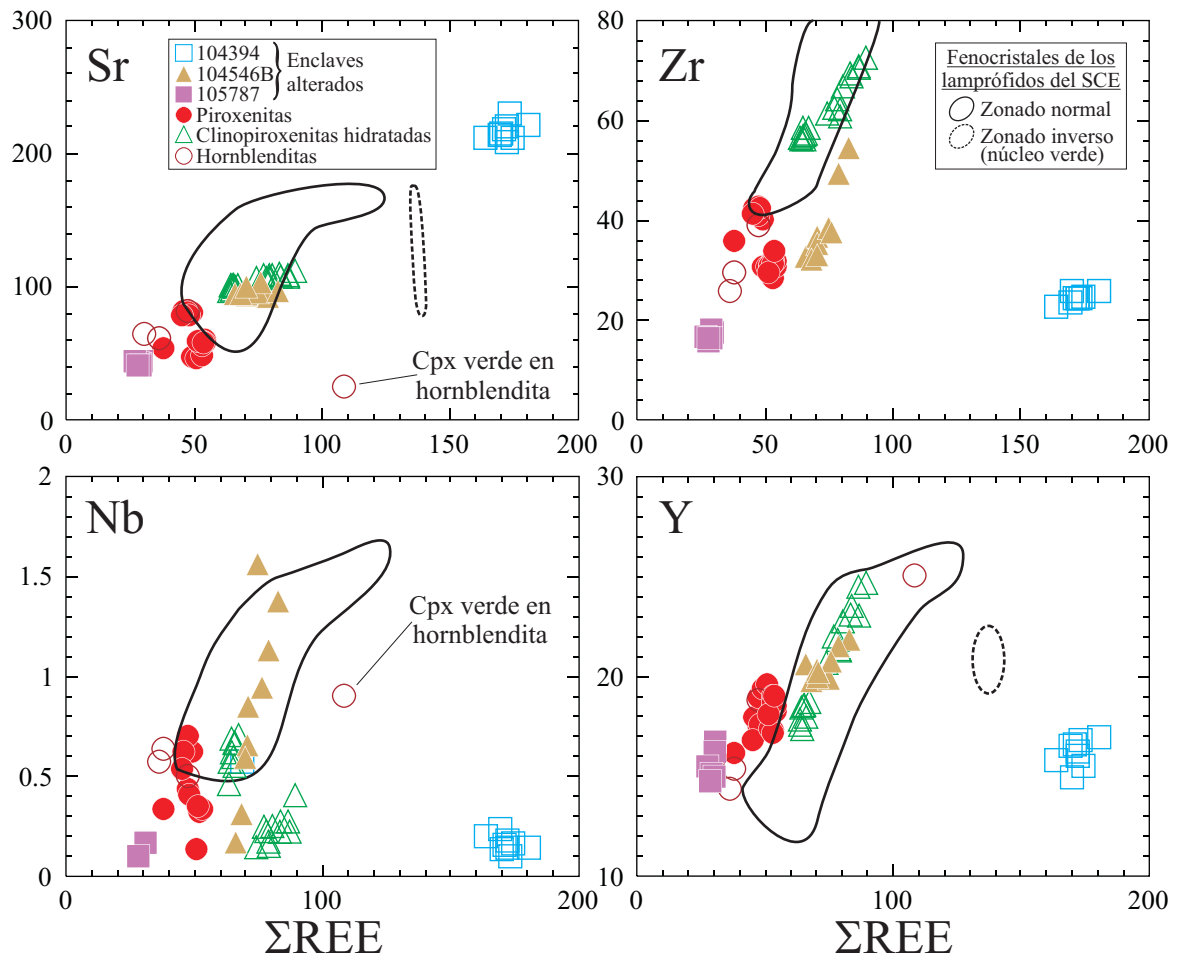 300
200
100
0
Sr
104394
104546B
105787
Enclaves
alterados
Piroxenitas
Clinopiroxenitas hidratadas
Hornblenditas
Cpx verde en
hornblendita
0
50
100
150
200
80
60
40
20
0
Zr
Fenocristales de los
lamprófidos del SCE
Zonado normal
Zonado inverso
(núcleo verde)
0
50
100
150
200
2
1.5
1
0.5
0
Nb
Cpx verde en
hornblendita
0
100
200
ΣREE
30
20
10
Y
0
100
200
ΣREE